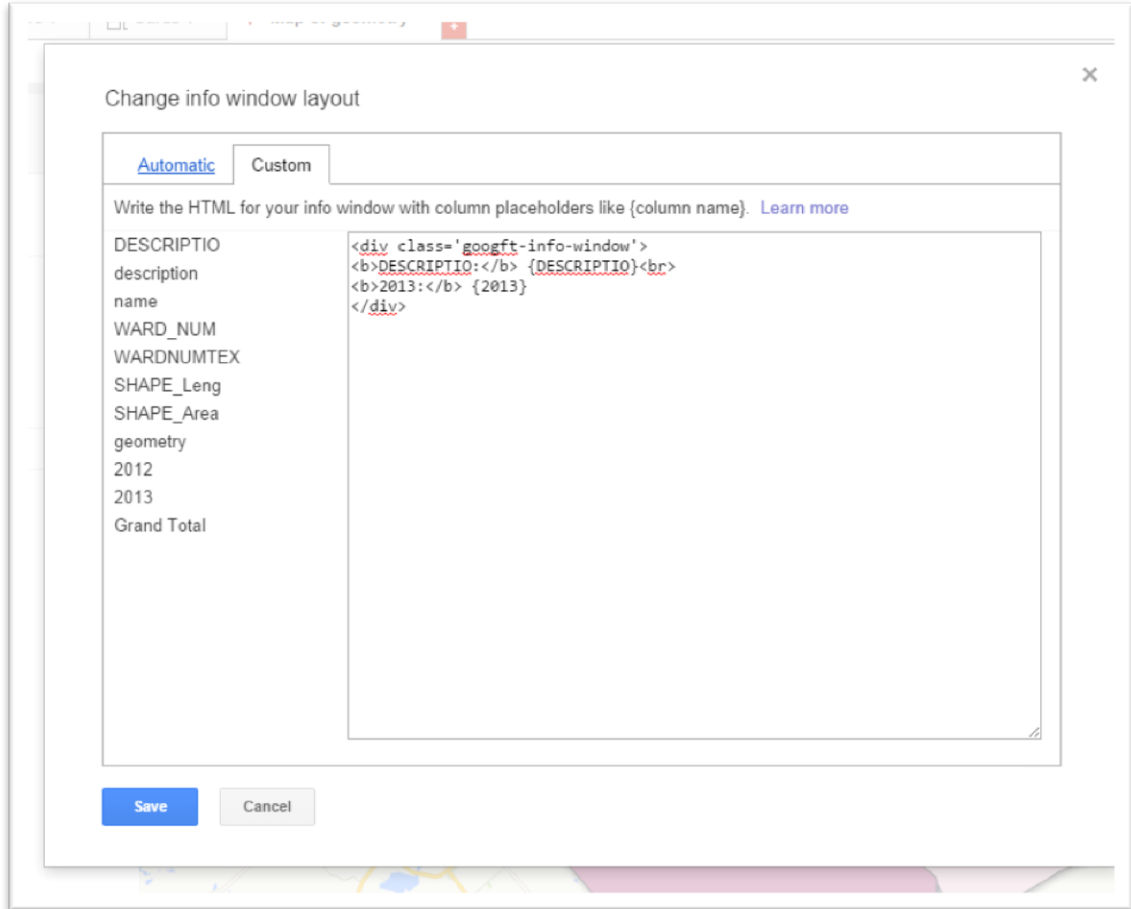 Change info window layout
Automatic
Custom
Write the HTML for your info window with column placeholders like {column name}. Learn more
DESCRIPTIO
description
name
WARD_NUM
WARDNUMTEX
SHAPE_Leng
SHAPE_Area
geometry
2012
2013
Grand Total
<div class='googft-info-window'>
<b>DESCRIPTIO:</b> {DESCRIPTIO}<br>
<b>2013:</b> {2013}
</div>
Save
Cancel